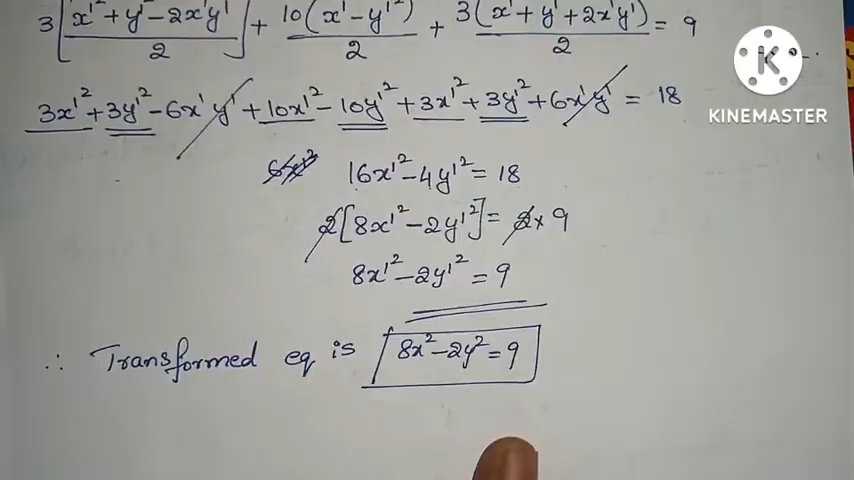 3[x'² + y'² - 2x'y' / 2] + 10(x'² - y'²) / 2 + 3(x'² + y'² + 2x'y') / 2 = 9
3x'² + 3y'² - 6x'y' + 10x'² - 10y'² + 3x'² + 3y'² + 6x'y' = 18
16x'² - 4y'² = 18
2[8x'² - 2y'²] = 2 × 9
8x'² - 2y'² = 9
∴ Transformed eq is 8x² - 2y² = 9
KINEMASTER